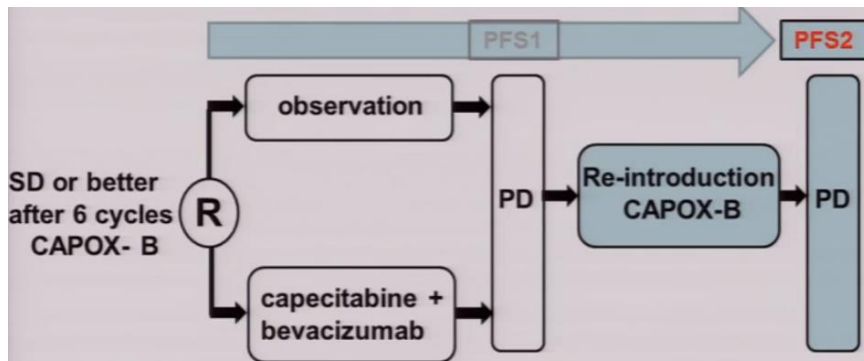 PFS1
PFS2
observation
SD or better
after 6 cycles
CAPOX- B
R
PD
Re-introduction
CAPOX-B
PD
capecitabine +
bevacizumab